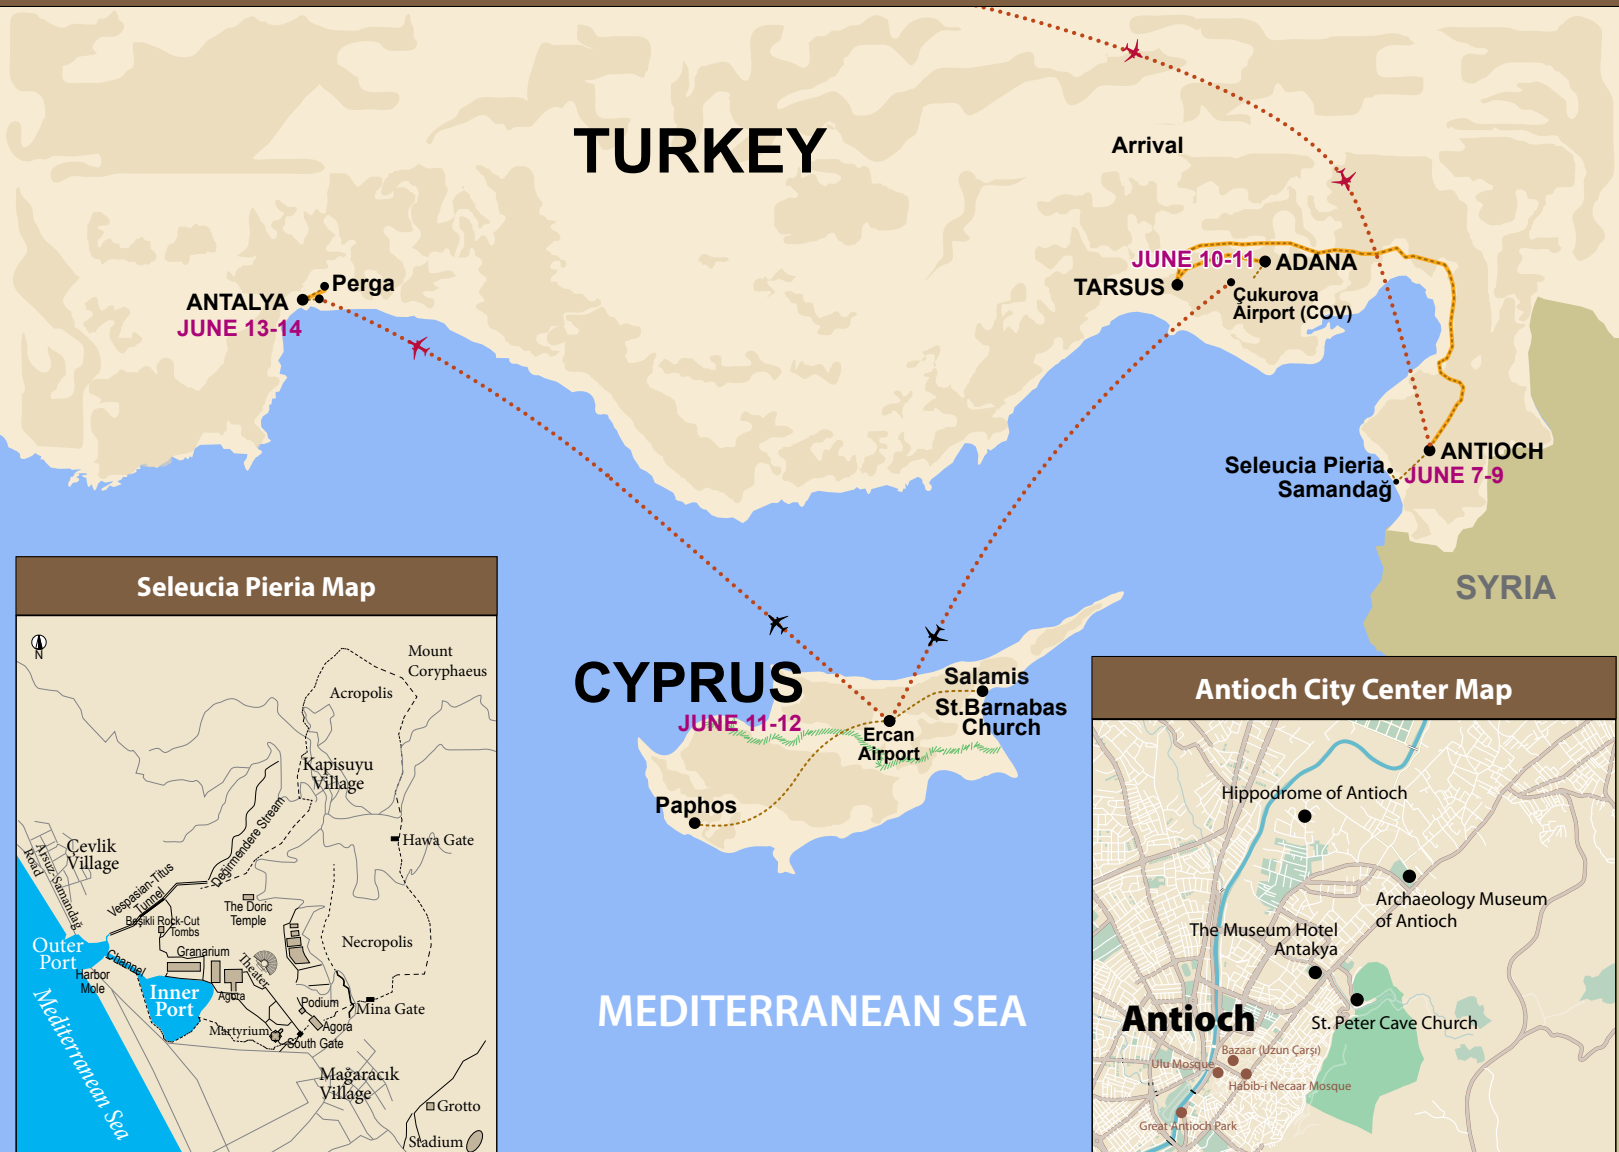 TURKEY
Arrival
JUNE 10-11
ADANA
TARSUS
Çukurova
Airport (COV)
Perga
ANTALYA
JUNE 13-14
ANTIOCH
JUNE 7-9
Seleucia Pieria
Samandağ
SYRIA
CYPRUS
JUNE 11-12
Salamis
St.Barnabas
Church
Ercan
Airport
Paphos
MEDITERRANEAN SEA
Seleucia Pieria Map
N
Mount
Coryphaeus
Acropolis
Kapisuyu
Village
Değirmendere Stream
Hawa Gate
Çevlik
Village
Arsuz-Samandağ
Road
Vespasian-Titus
Tunnel
The Doric
Temple
Beşikli Rock-Cut
Tombs
Necropolis
Outer
Port
Channel
Granarium
Theater
Harbor
Mole
Inner
Port
Agora
Podium
Mina Gate
Martyrium
Agora
South Gate
Mediterranean Sea
Mağaracık
Village
Grotto
Stadium
Antioch City Center Map
Hippodrome of Antioch
Archaeology Museum
of Antioch
The Museum Hotel
Antakya
St. Peter Cave Church
Antioch
Bazaar (Uzun Çarşı)
Ulu Mosque
Habib-i Necaar Mosque
Great Antioch Park